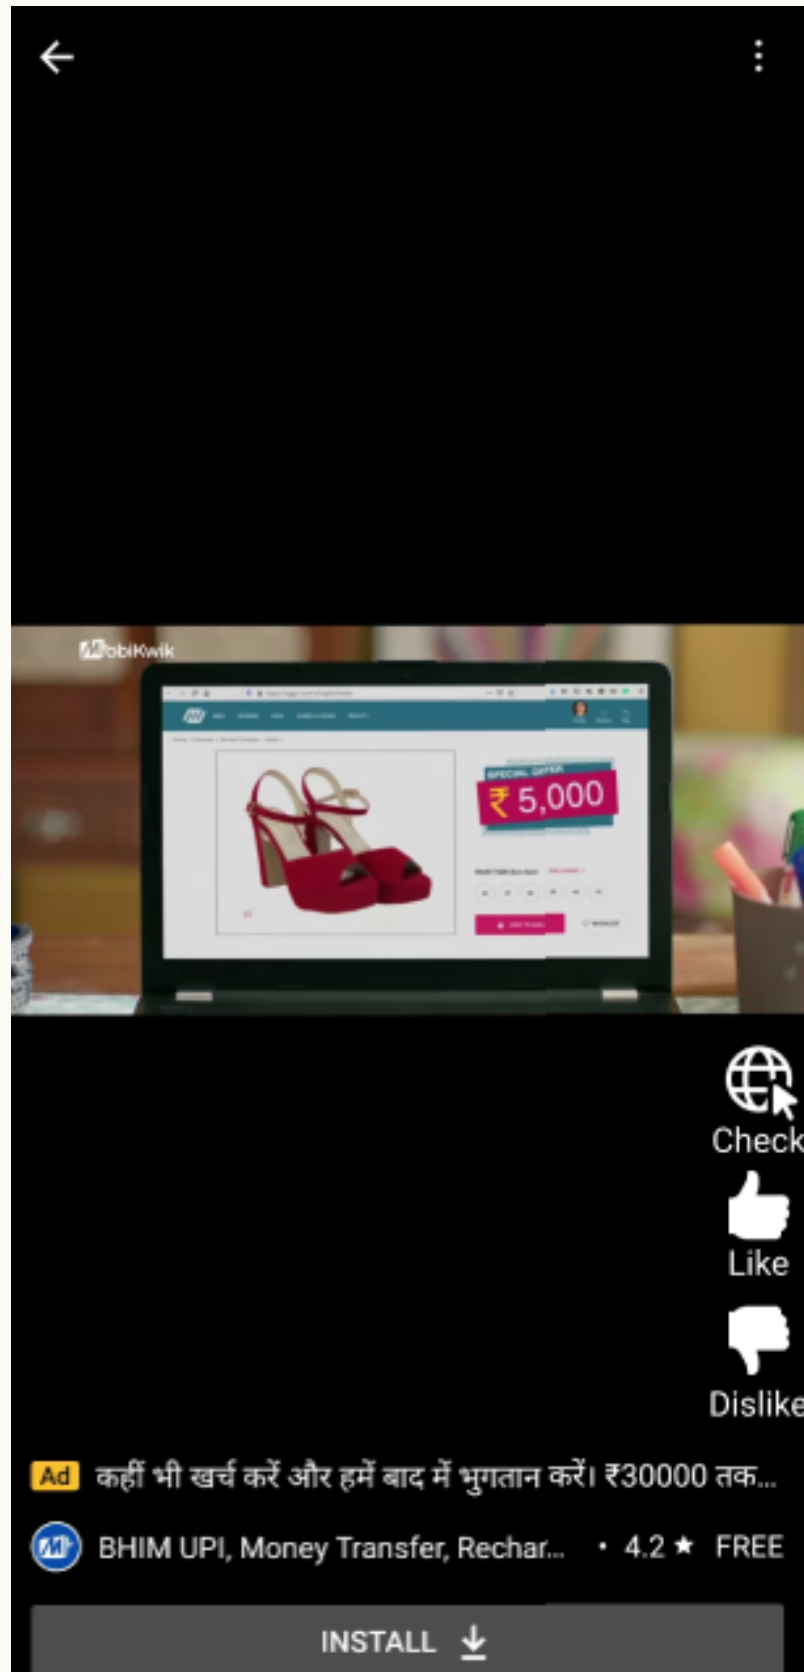 MobiKwik
SPECIAL OFFER
₹ 5,000
WISHLIST
Check
Like
Dislike
Ad कहीं भी खर्च करें और हमें बाद में भुगतान करें। ₹30000 तक...
BHIM UPI, Money Transfer, Rechar... • 4.2 ★ FREE
INSTALL